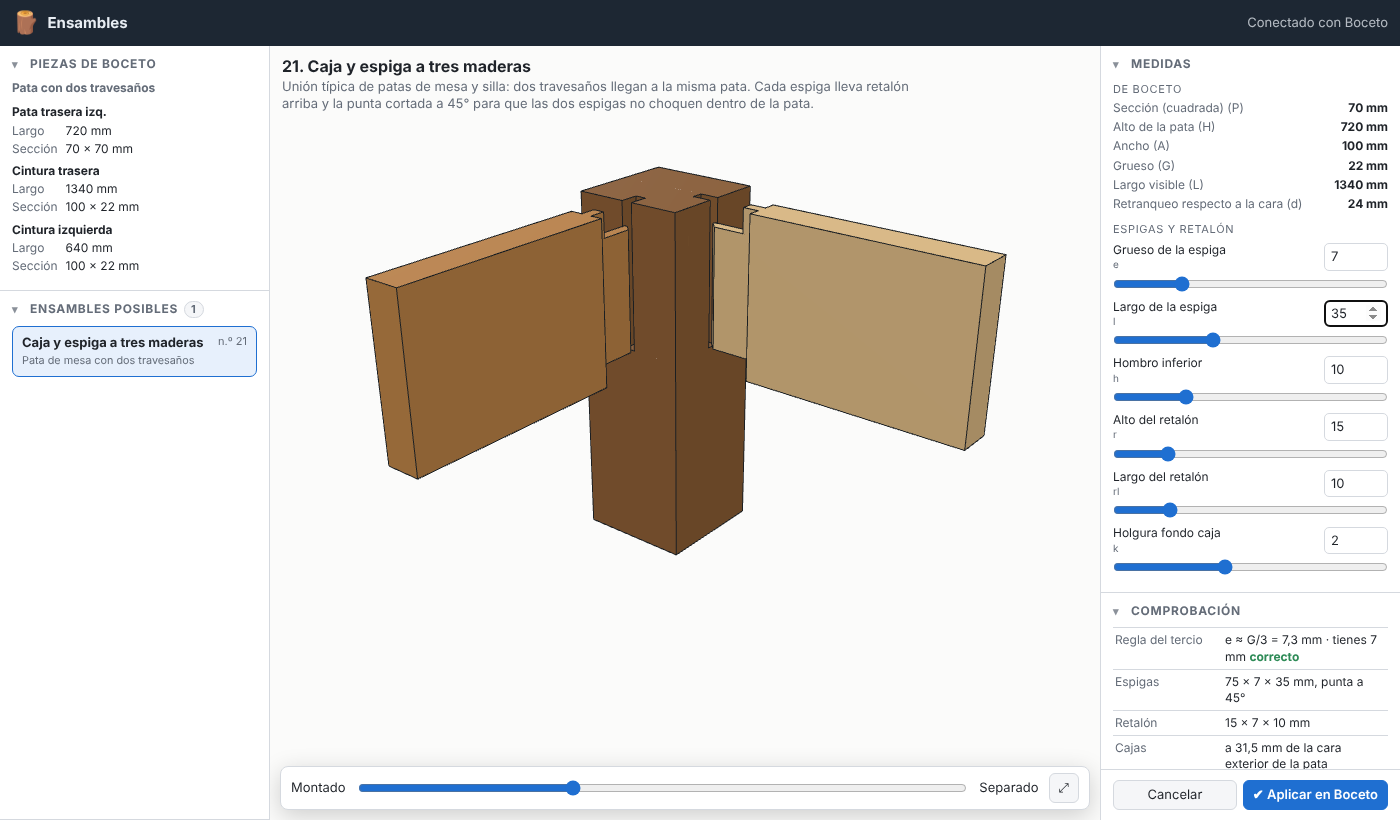 Ensambles
Conectado con Boceto
▼ PIEZAS DE BOCETO
Pata con dos travesaños
Pata trasera izq.
Largo 720 mm
Sección 70 × 70 mm
Cintura trasera
Largo 1340 mm
Sección 100 × 22 mm
Cintura izquierda
Largo 640 mm
Sección 100 × 22 mm
▼ ENSAMBLES POSIBLES 1
Caja y espiga a tres maderas n.º 21
Pata de mesa con dos travesaños
21. Caja y espiga a tres maderas
Unión típica de patas de mesa y silla: dos travesaños llegan a la misma pata. Cada espiga lleva retalón
arriba y la punta cortada a 45° para que las dos espigas no choquen dentro de la pata.
Montado
Separado
▼ MEDIDAS
DE BOCETO
Sección (cuadrada) (P) 70 mm
Alto de la pata (H) 720 mm
Ancho (A) 100 mm
Grueso (G) 22 mm
Largo visible (L) 1340 mm
Retranqueo respecto a la cara (d) 24 mm
ESPIGAS Y RETALÓN
Grueso de la espiga 7
e
Largo de la espiga 35
l
Hombro inferior 10
h
Alto del retalón 15
r
Largo del retalón 10
rl
Holgura fondo caja 2
k
▼ COMPROBACIÓN
Regla del tercio e ≈ G/3 = 7,3 mm · tienes 7
mm correcto
Espigas 75 × 7 × 35 mm, punta a
45°
Retalón 15 × 7 × 10 mm
Cajas a 31,5 mm de la cara
exterior de la pata
Cancelar
✔ Aplicar en Boceto